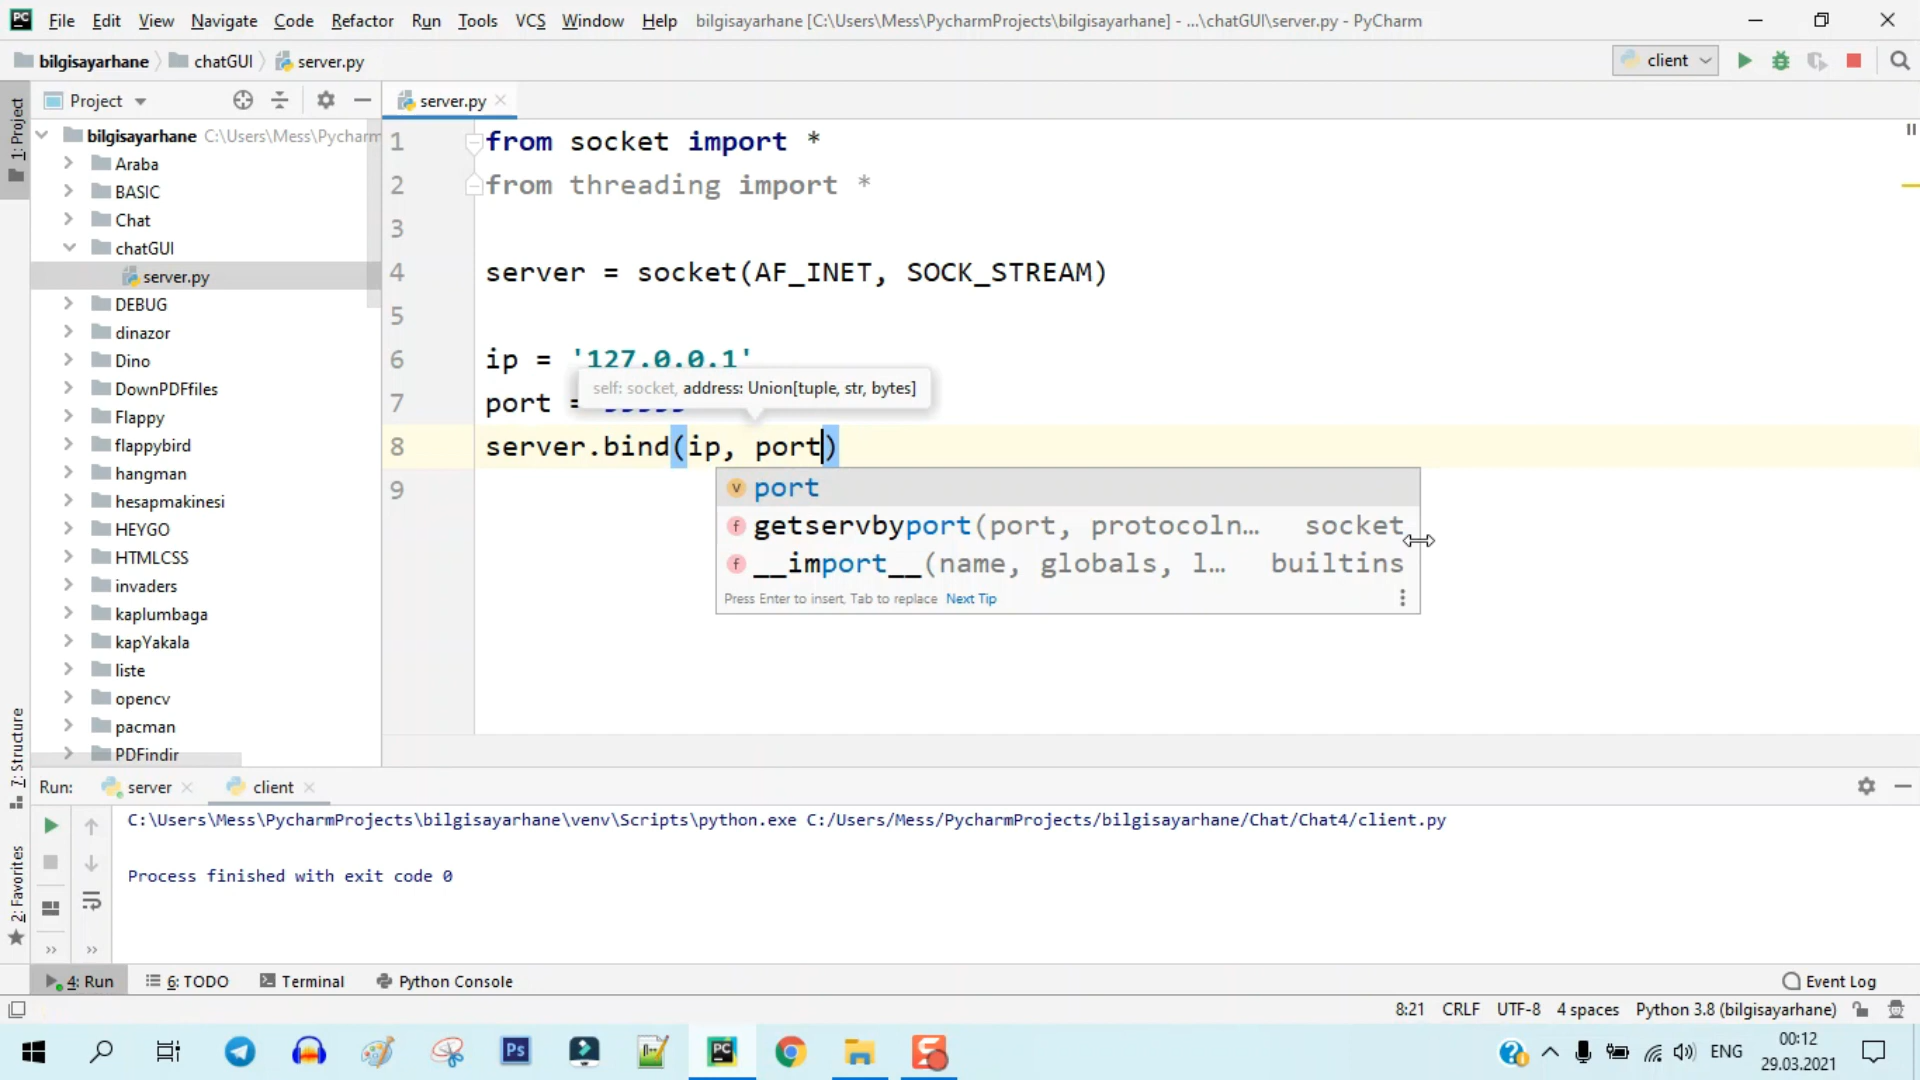 File Edit View Navigate Code Refactor Run Tools VCS Window Help bilgisayarhane [C:\Users\Mess\PycharmProjects\bilgisayarhane] - ...\chatGUI\server.py - PyCharm
bilgisayarhane chatGUI server.py client
1: Project
Project
server.py
bilgisayarhane C:\Users\Mess\Pycharm
Araba
BASIC
Chat
chatGUI
server.py
DEBUG
dinazor
Dino
DownPDFfiles
Flappy
flappybird
hangman
hesapmakinesi
HEYGO
HTMLCSS
invaders
kaplumbaga
kapYakala
liste
opencv
pacman
PDFindir
1 from socket import *
2 from threading import *
3
4 server = socket(AF_INET, SOCK_STREAM)
5
6 ip = '127.0.0.1'
self: socket, address: Union[tuple, str, bytes]
7 port =
8 server.bind(ip, port)
9
v port
f getservbyport(port, protocoln... socket
f __import__(name, globals, l... builtins
Press Enter to insert, Tab to replace Next Tip
7: Structure
2: Favorites
Run: server client
C:\Users\Mess\PycharmProjects\bilgisayarhane\venv\Scripts\python.exe C:/Users/Mess/PycharmProjects/bilgisayarhane/Chat/Chat4/client.py
Process finished with exit code 0
4: Run 6: TODO Terminal Python Console Event Log
8:21 CRLF UTF-8 4 spaces Python 3.8 (bilgisayarhane)
Ps PC ENG 00:12
29.03.2021